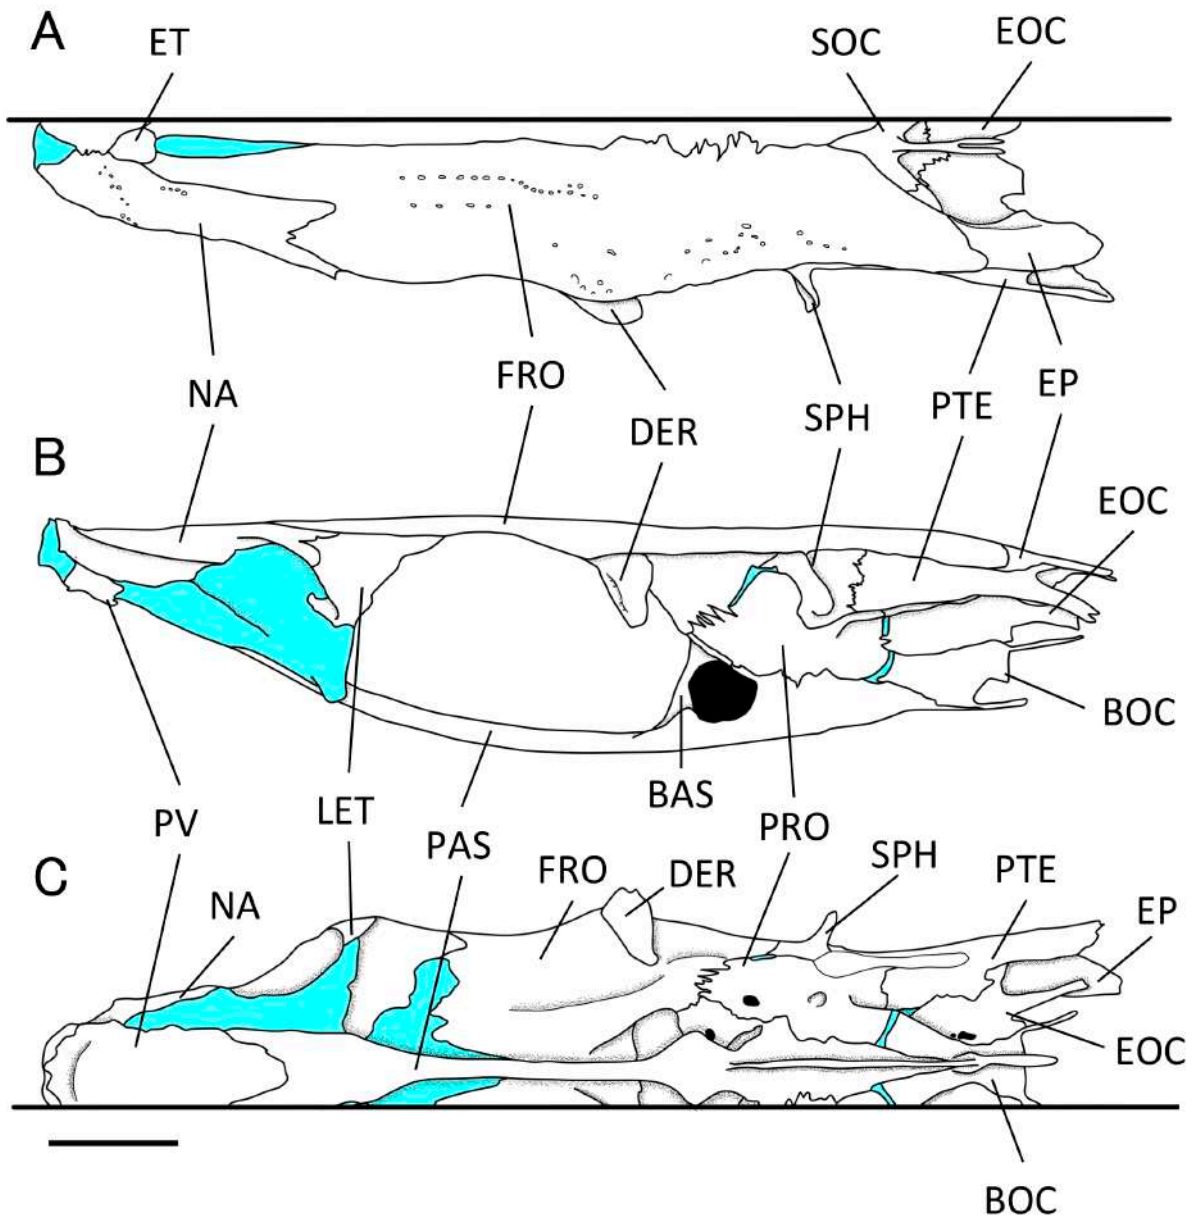 A
ET
SOC
EOC
NA
FRO
DER
SPH
PTE
EP
B
EOC
BOC
PV
LET
PAS
BAS
PRO
C
NA
FRO
DER
SPH
PTE
EP
EOC
BOC